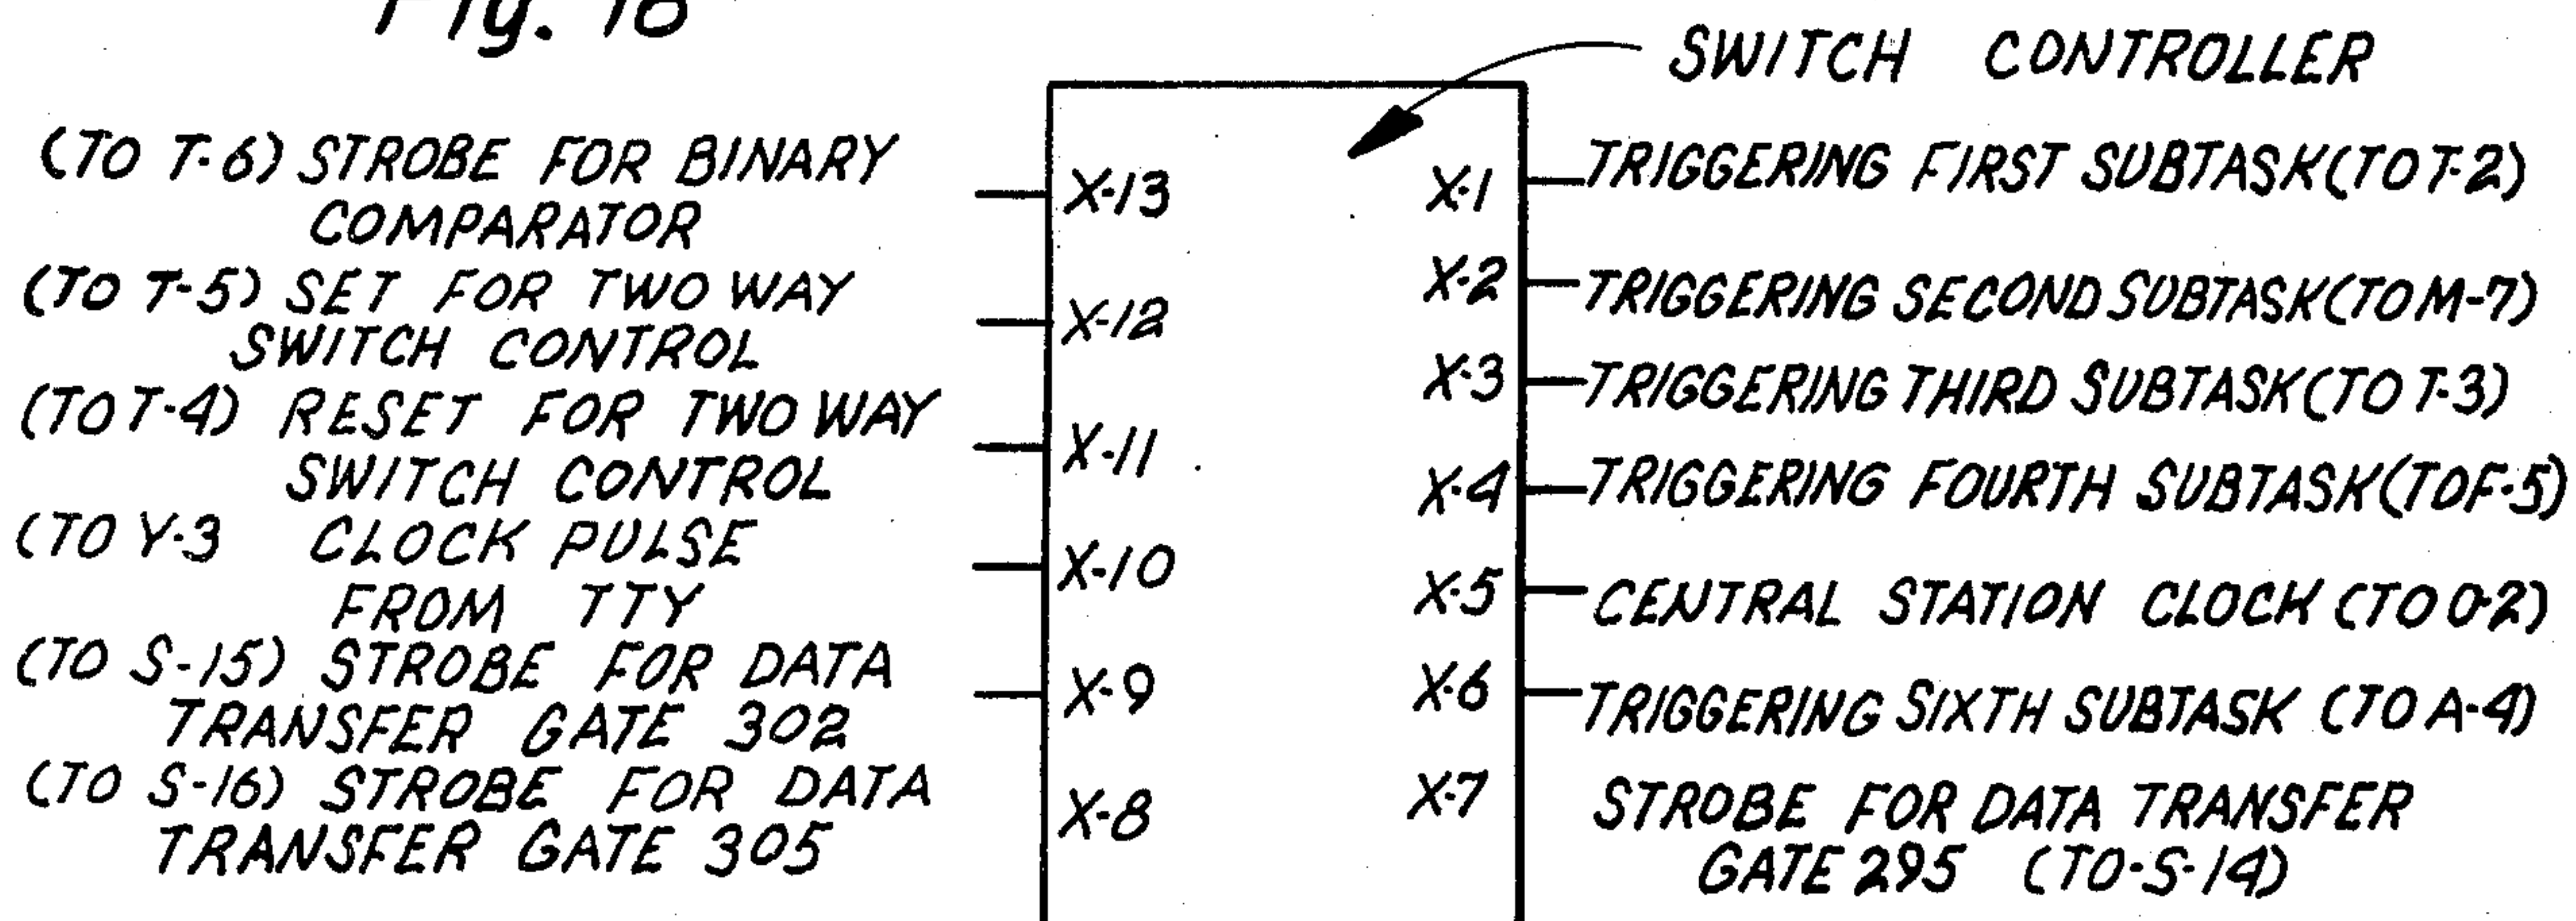 Fig. 18
SWITCH CONTROLLER
(TO T-6) STROBE FOR BINARY
COMPARATOR
(TO T-5) SET FOR TWO WAY
SWITCH CONTROL
(TO T-4) RESET FOR TWO WAY
SWITCH CONTROL
(TO Y-3 CLOCK PULSE
FROM TTY
(TO S-15) STROBE FOR DATA
TRANSFER GATE 302
(TO S-16) STROBE FOR DATA
TRANSFER GATE 305
X-13
X-12
X-11
X-10
X-9
X-8
X-1 TRIGGERING FIRST SUBTASK (TO T-2)
X-2 TRIGGERING SECOND SUBTASK (TO M-7)
X-3 TRIGGERING THIRD SUBTASK (TO T-3)
X-4 TRIGGERING FOURTH SUBTASK (TO F-5)
X-5 CENTRAL STATION CLOCK (TO O-2)
X-6 TRIGGERING SIXTH SUBTASK (TO A-4)
X-7 STROBE FOR DATA TRANSFER
GATE 295 (TO-S-14)